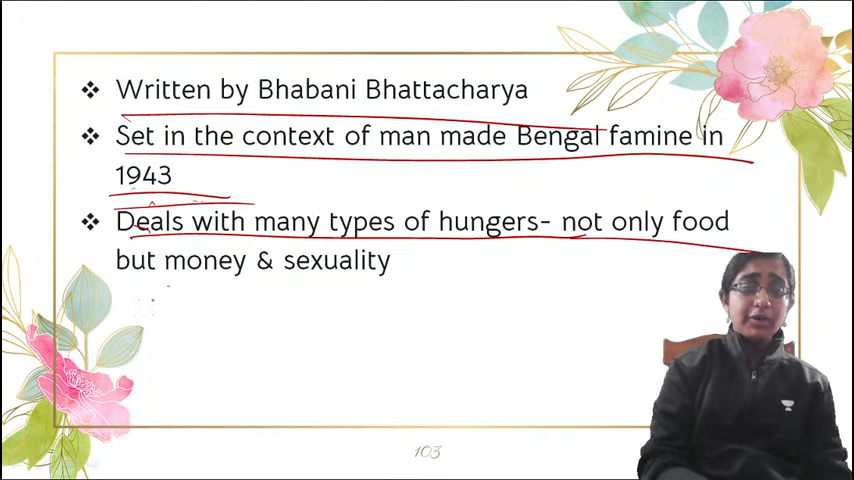 ❖ Written by Bhabani Bhattacharya
❖ Set in the context of man made Bengal famine in
1943
❖ Deals with many types of hungers- not only food
but money & sexuality
103